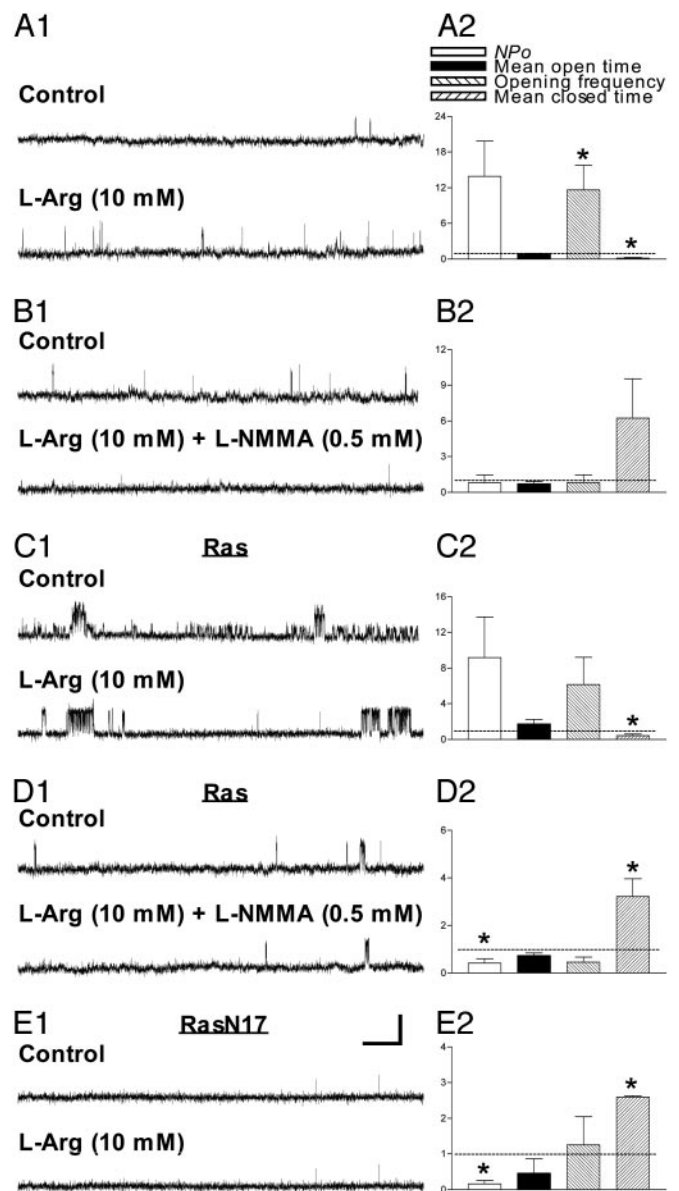 A1
Control
L-Arg (10 mM)
A2
NPo
Mean open time
Opening frequency
Mean closed time
24
18
12
6
0
*
*
B1
Control
L-Arg (10 mM) + L-NMMA (0.5 mM)
B2
12
9
6
3
0
C1
Ras
Control
L-Arg (10 mM)
C2
16
12
8
4
0
*
D1
Ras
Control
L-Arg (10 mM) + L-NMMA (0.5 mM)
D2
6
4
2
0
*
*
E1
RasN17
Control
L-Arg (10 mM)
E2
4
3
2
1
0
*
*